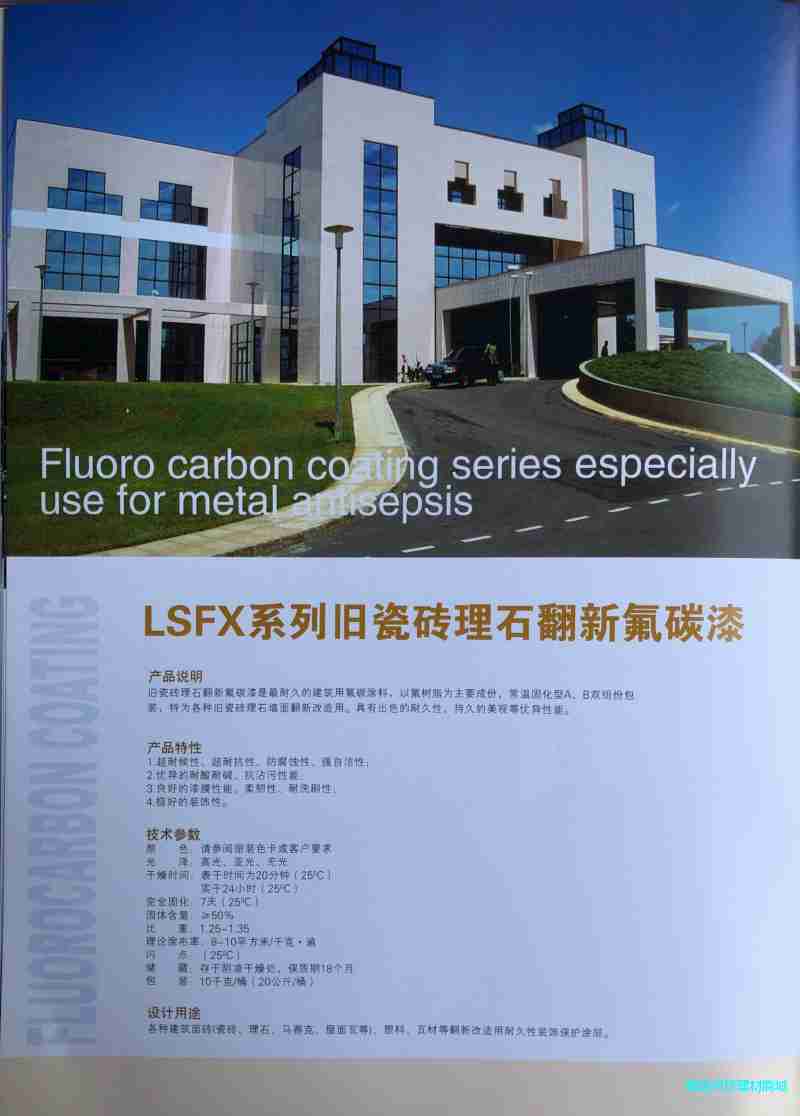 Fluoro carbon coating series especially
use for metal antisepsis
FLUOROCARBON COATING
LSFX系列旧瓷砖理石翻新氟碳漆
产品说明
旧瓷砖理石翻新氟碳漆是最耐久的建筑用氟碳涂料，以氟树脂为主要成份，常温固化型A、B双组份包
装，特为各种旧瓷砖理石墙面翻新改造用。具有出色的耐久性，持久的美观等优异性能。
产品特性
1.超耐候性、超耐抗性、防腐蚀性、强自洁性；
2.优异的耐酸耐碱、抗沾污性能；
3.良好的漆膜性能，柔韧性、耐洗刷性；
4.极好的装饰性。
技术参数
颜 色：请参阅丽装色卡或客户要求
光 泽：高光、亚光、无光
干燥时间：表干时间为20分钟（25ºC）
实干24小时（25ºC）
完全固化：7天（25ºC）
固体含量：≥50%
比 重：1.25-1.35
理论涂布率：8-10平方米/千克·遍
闪 点：（25ºC）
储 藏：存于阴凉干燥处，保质期18个月
包 装：10千克/桶（20公斤/桶）
设计用途
各种建筑面砖(瓷砖、理石、马赛克、屋面瓦等)、塑料、瓦材等翻新改造用耐久性装饰保护涂层。
建材商城